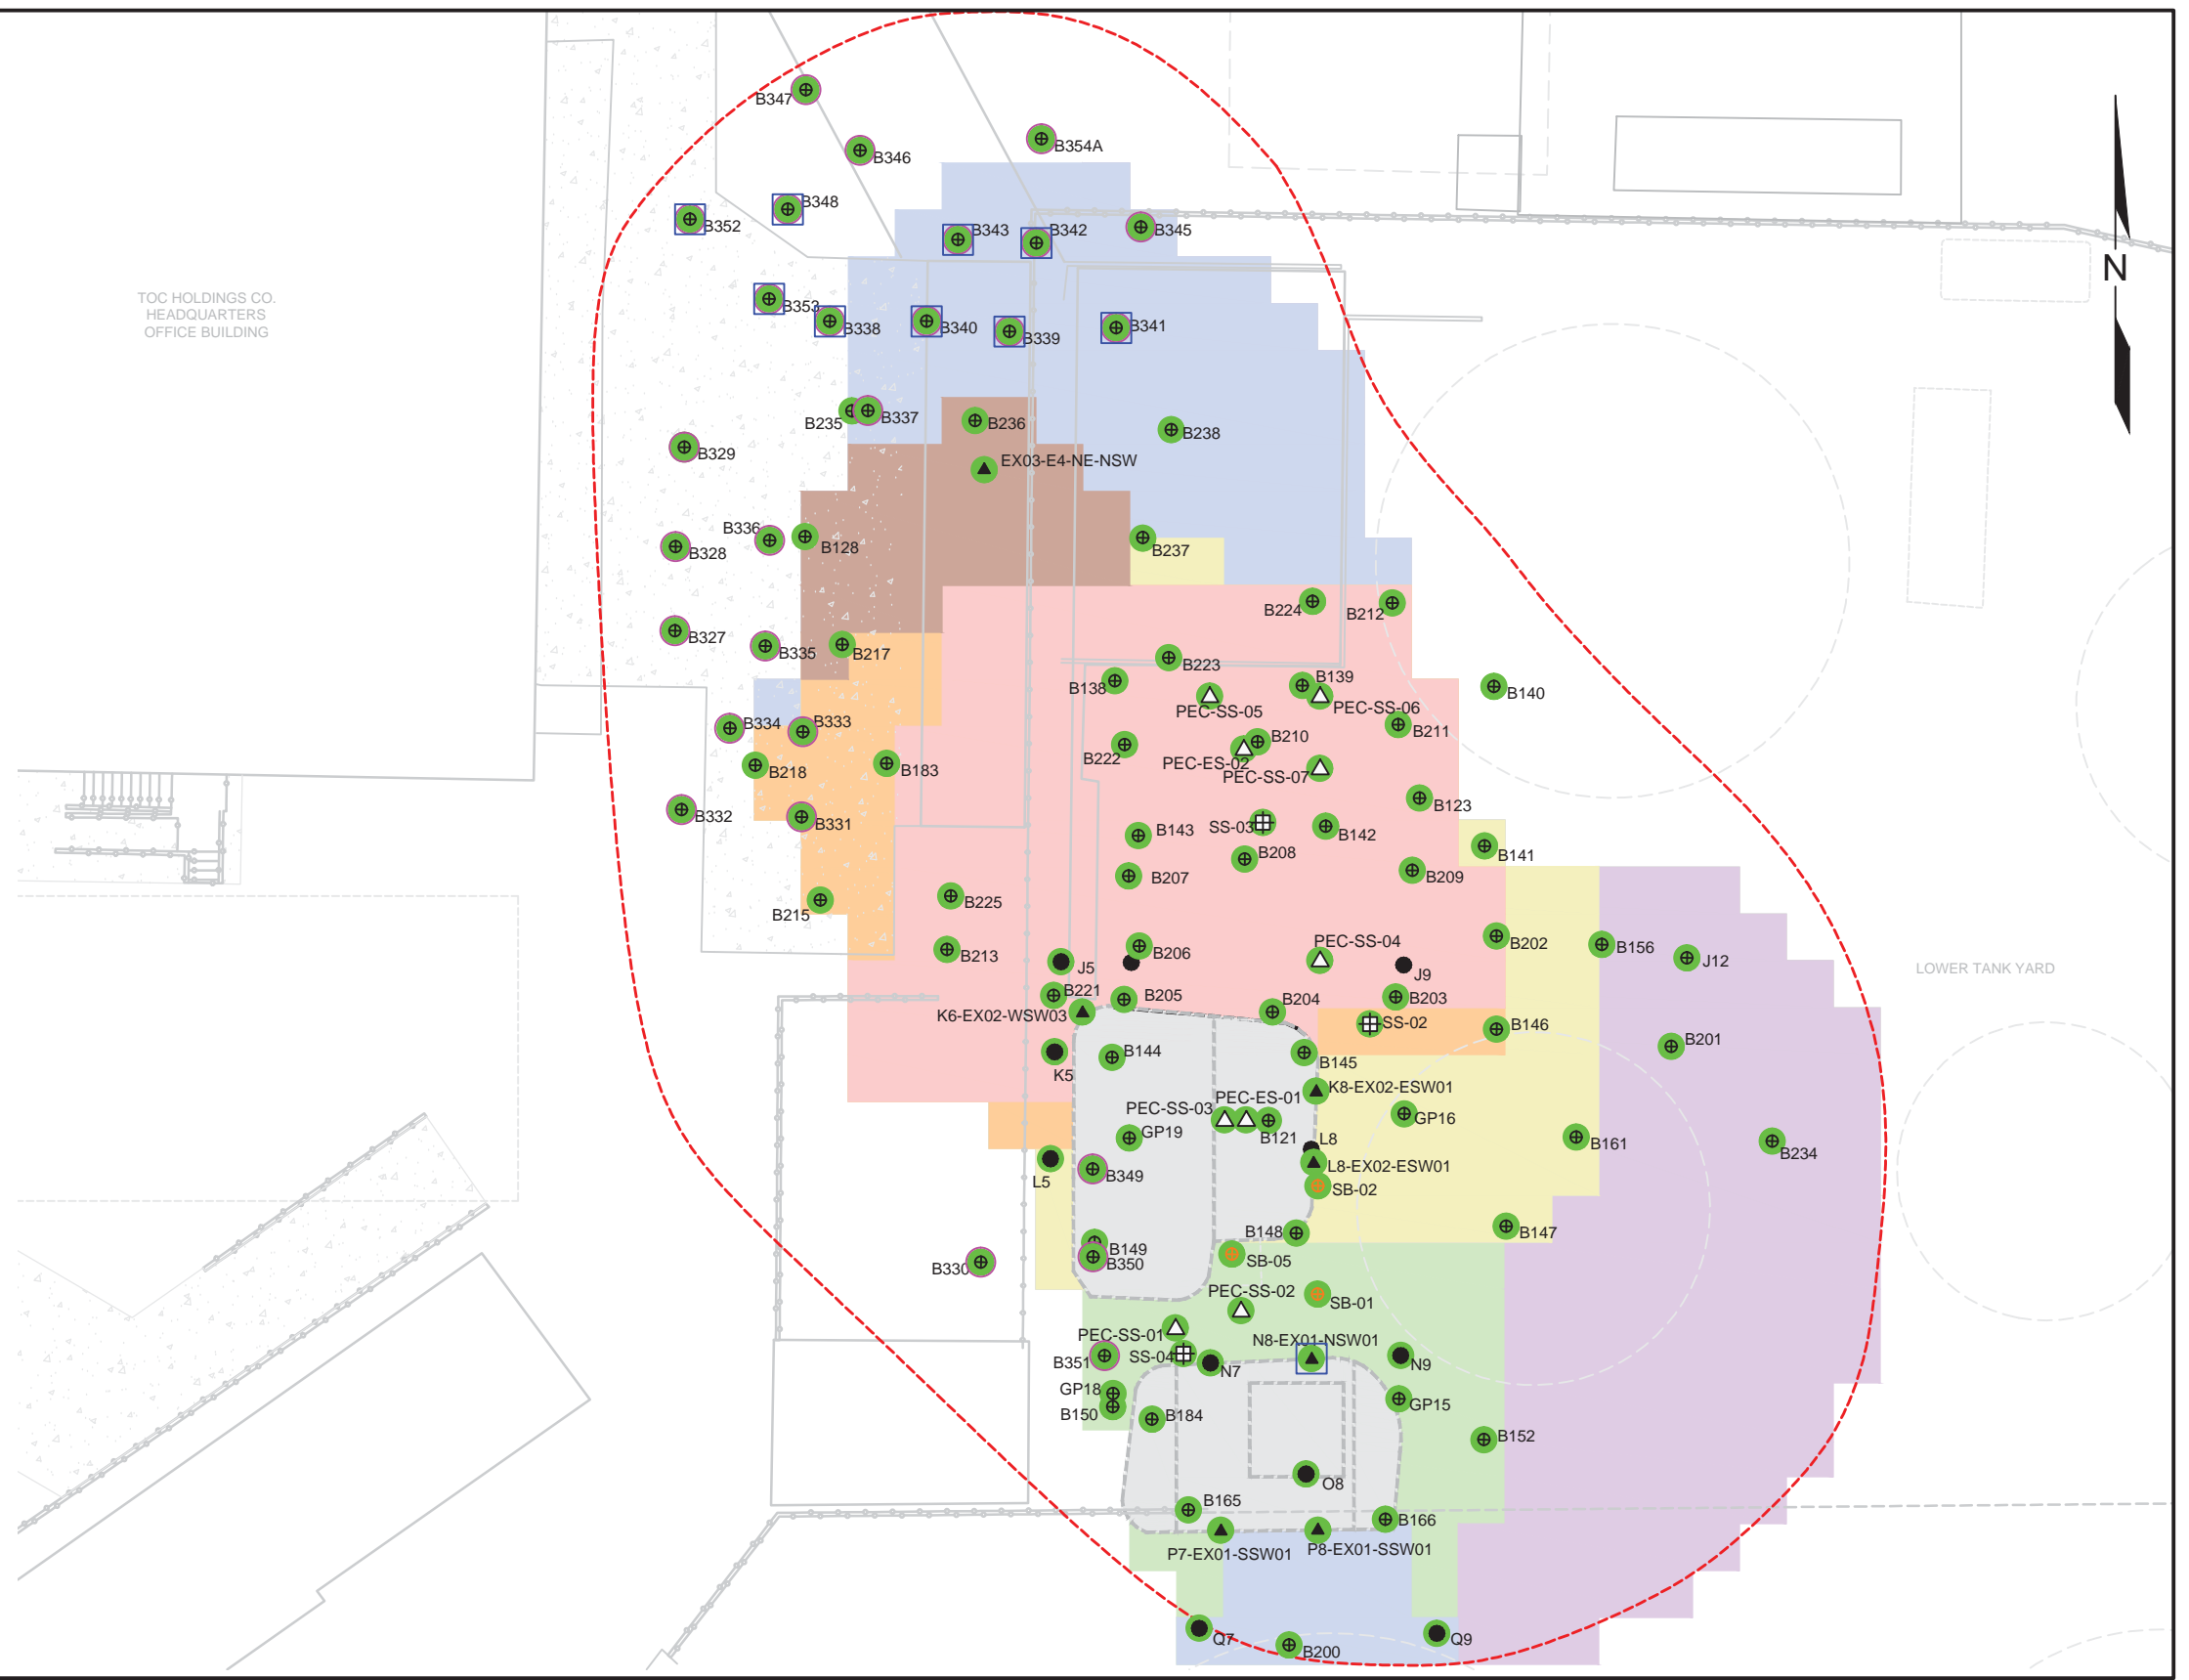 B347
B354A
B346
B348
B352
B343
B342
B345
N
TOC HOLDINGS CO.
HEADQUARTERS
OFFICE BUILDING
B353
B338
B340
B339
B341
B235
B337
B236
B238
B329
EX03-E4-NE-NSW
B336
B128
B328
B237
B224
B212
B327
B335
B217
B223
B138
B139
B140
PEC-SS-05
PEC-SS-06
B334
B333
B211
B210
B222
PEC-ES-02
B218
B183
PEC-SS-07
B123
B332
B331
SS-03
B143
B142
B208
B141
B207
B209
B225
B215
B206
PEC-SS-04
B202
B156
J12
B213
J5
J9
LOWER TANK YARD
B221
B205
B204
B203
K6-EX02-WSW03
SS-02
B146
B201
B144
B145
K5
K8-EX02-ESW01
PEC-SS-03
PEC-ES-01
GP16
GP19
B121
L8
B161
B234
B349
L8-EX02-ESW01
L5
SB-02
B148
B147
B149
B350
SB-05
B330
PEC-SS-02
SB-01
PEC-SS-01
N8-EX01-NSW01
B351
SS-04
N7
N9
GP18
GP15
B150
B184
B152
O8
B165
B166
P7-EX01-SSW01
P8-EX01-SSW01
Q7
Q9
B200